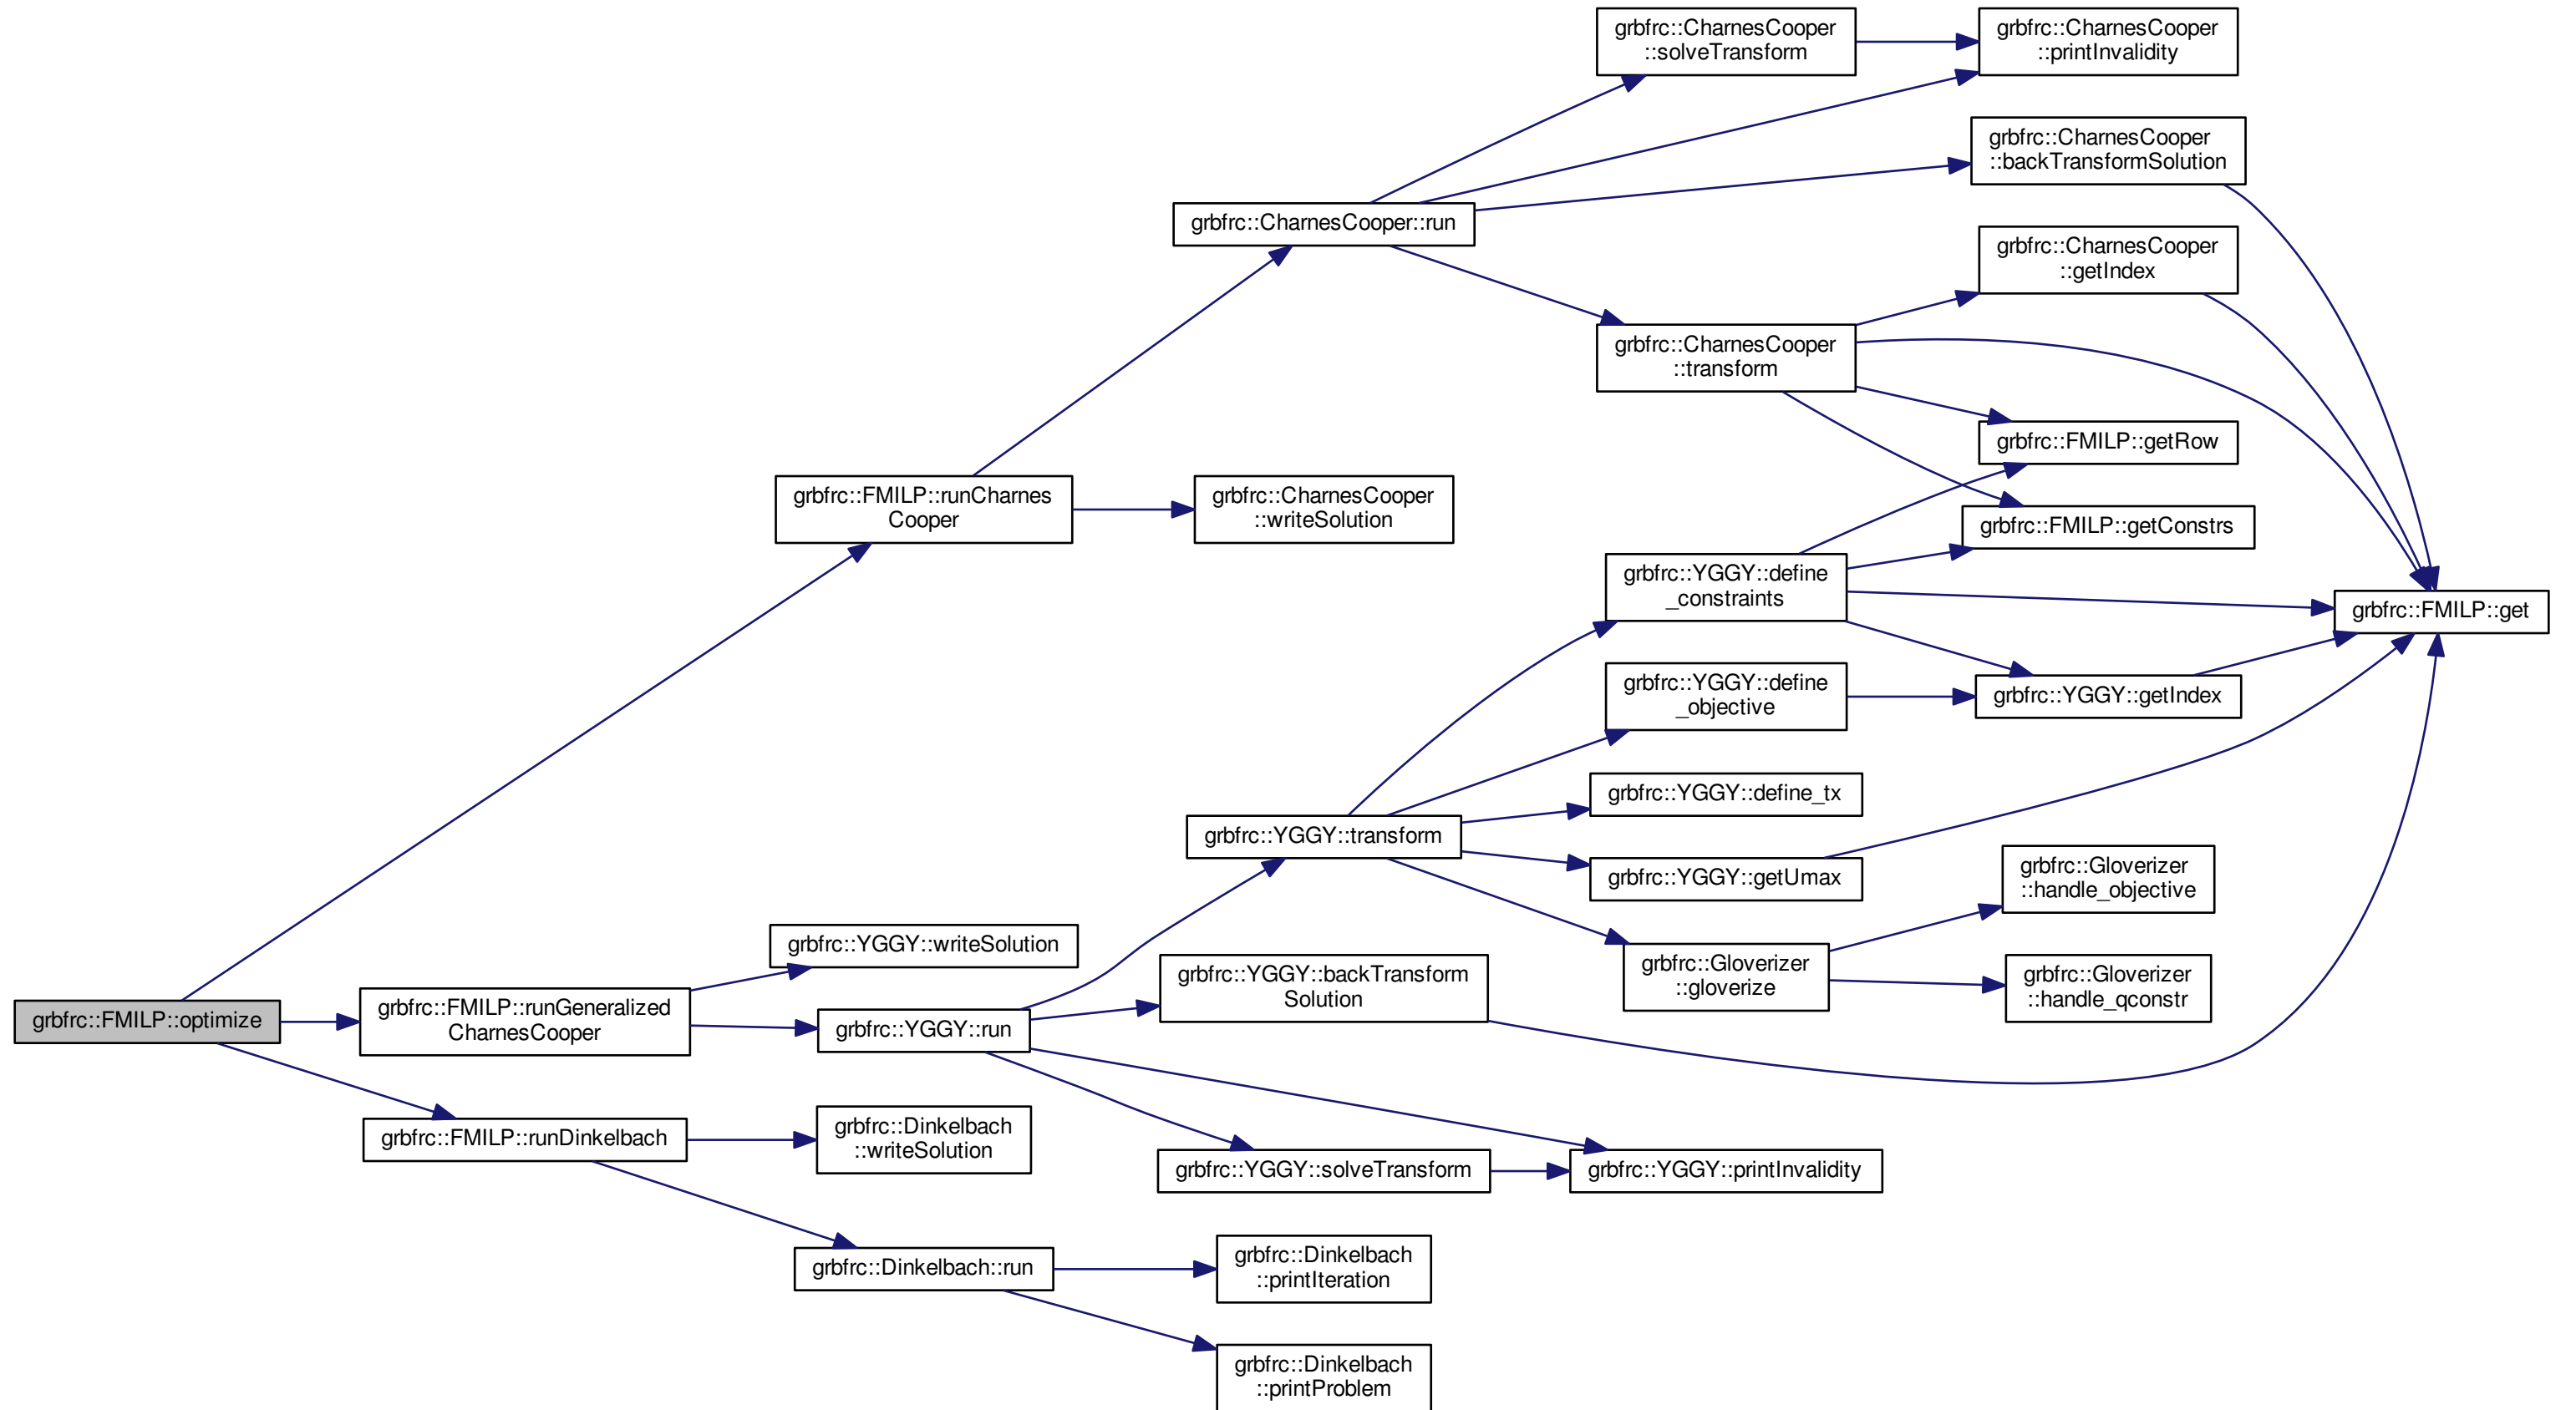 grbfrc::CharnesCooper
::solveTransform
grbfrc::CharnesCooper
::printInvalidity
grbfrc::CharnesCooper
::backTransformSolution
grbfrc::CharnesCooper::run
grbfrc::CharnesCooper
::getIndex
grbfrc::CharnesCooper
::transform
grbfrc::FMILP::getRow
grbfrc::FMILP::runCharnes
Cooper
grbfrc::CharnesCooper
::writeSolution
grbfrc::FMILP::getConstrs
grbfrc::YGGY::define
_constraints
grbfrc::FMILP::get
grbfrc::YGGY::define
_objective
grbfrc::YGGY::getIndex
grbfrc::YGGY::define_tx
grbfrc::YGGY::transform
grbfrc::YGGY::getUmax
grbfrc::Gloverizer
::handle_objective
grbfrc::YGGY::writeSolution
grbfrc::YGGY::backTransform
Solution
grbfrc::Gloverizer
::gloverize
grbfrc::Gloverizer
::handle_qconstr
grbfrc::FMILP::optimize
grbfrc::FMILP::runGeneralized
CharnesCooper
grbfrc::YGGY::run
grbfrc::FMILP::runDinkelbach
grbfrc::Dinkelbach
::writeSolution
grbfrc::YGGY::solveTransform
grbfrc::YGGY::printInvalidity
grbfrc::Dinkelbach::run
grbfrc::Dinkelbach
::printIteration
grbfrc::Dinkelbach
::printProblem